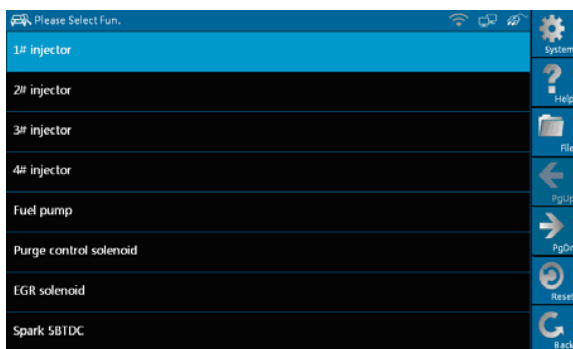 Please Select Fun.
1# injector
2# injector
3# injector
4# injector
Fuel pump
Purge control solenoid
EGR solenoid
Spark 5BTDC
System
Help
File
PgUp
PgDn
Reset
Back